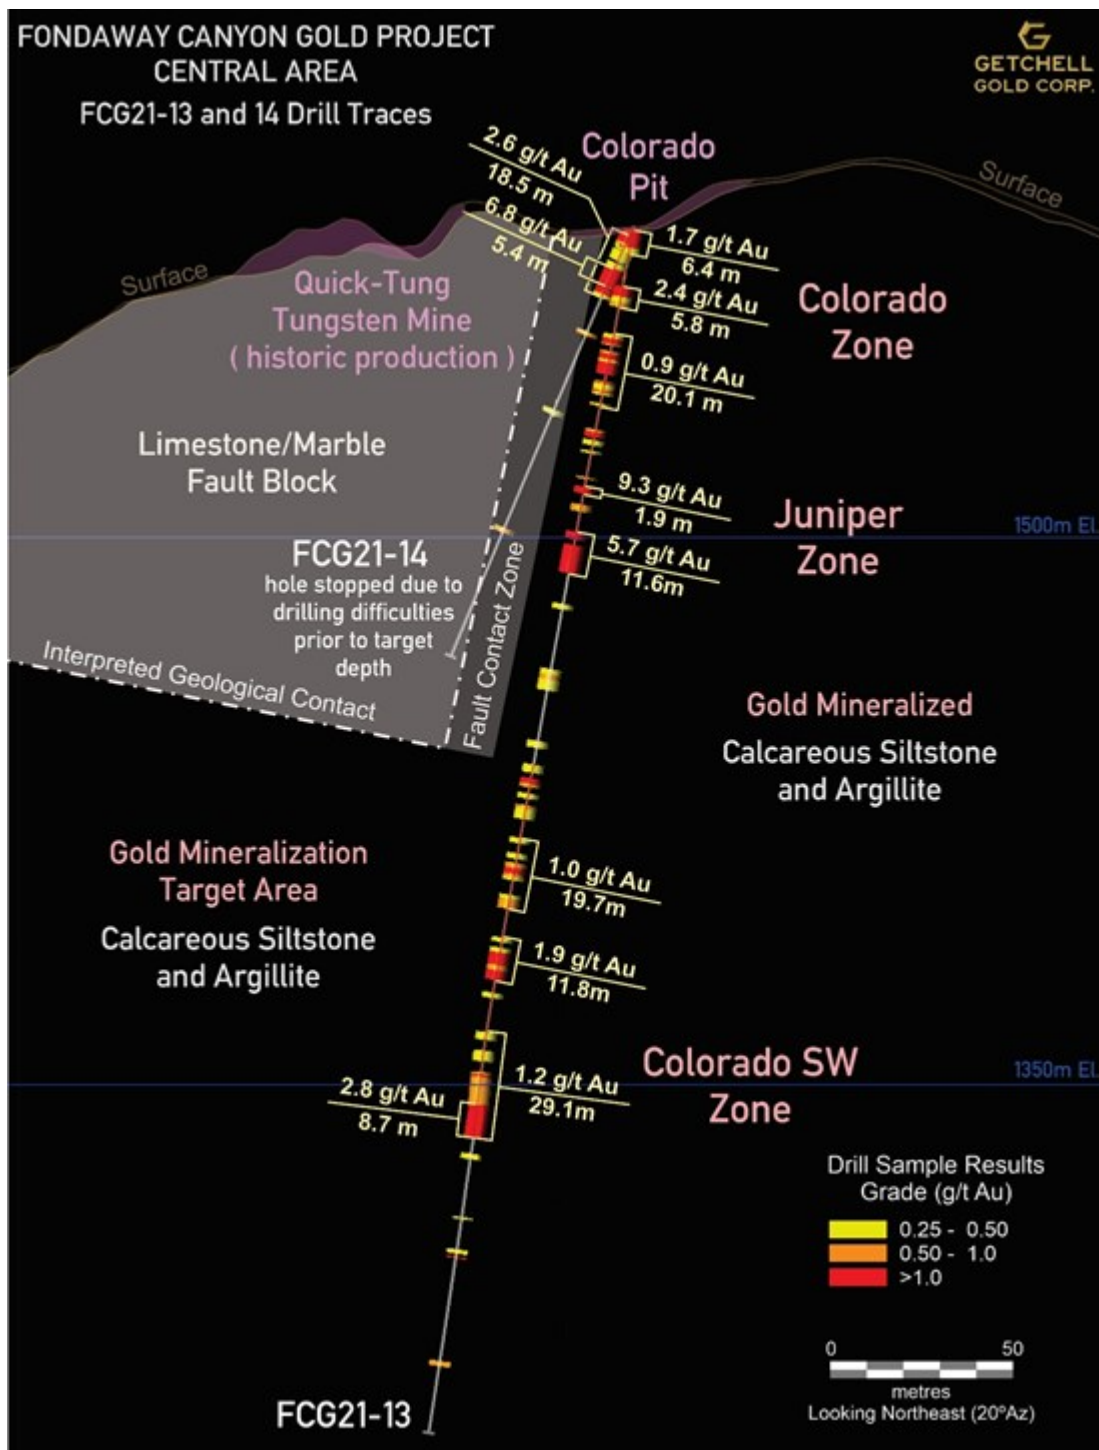 FONDAWAY CANYON GOLD PROJECT
CENTRAL AREA
FCG21-13 and 14 Drill Traces
GETCHELL
GOLD CORP.
Colorado
Pit
Surface
2.6 g/t Au
18.5 m
6.8 g/t Au
5.4 m
1.7 g/t Au
6.4 m
2.4 g/t Au
5.8 m
Colorado
Zone
Surface
Quick-Tung
Tungsten Mine
( historic production )
0.9 g/t Au
20.1 m
Limestone/Marble
Fault Block
9.3 g/t Au
1.9 m
Juniper
Zone
1500m El.
5.7 g/t Au
11.6m
FCG21-14
hole stopped due to
drilling difficulties
prior to target
depth
Fault Contact Zone
Interpreted Geological Contact
Gold Mineralized
Calcareous Siltstone
and Argillite
Gold Mineralization
Target Area
Calcareous Siltstone
and Argillite
1.0 g/t Au
19.7m
1.9 g/t Au
11.8m
Colorado SW
Zone
1350m El.
2.8 g/t Au
8.7 m
1.2 g/t Au
29.1m
Drill Sample Results
Grade (g/t Au)
0.25 - 0.50
0.50 - 1.0
>1.0
0 50
metres
Looking Northeast (20ºAz)
FCG21-13